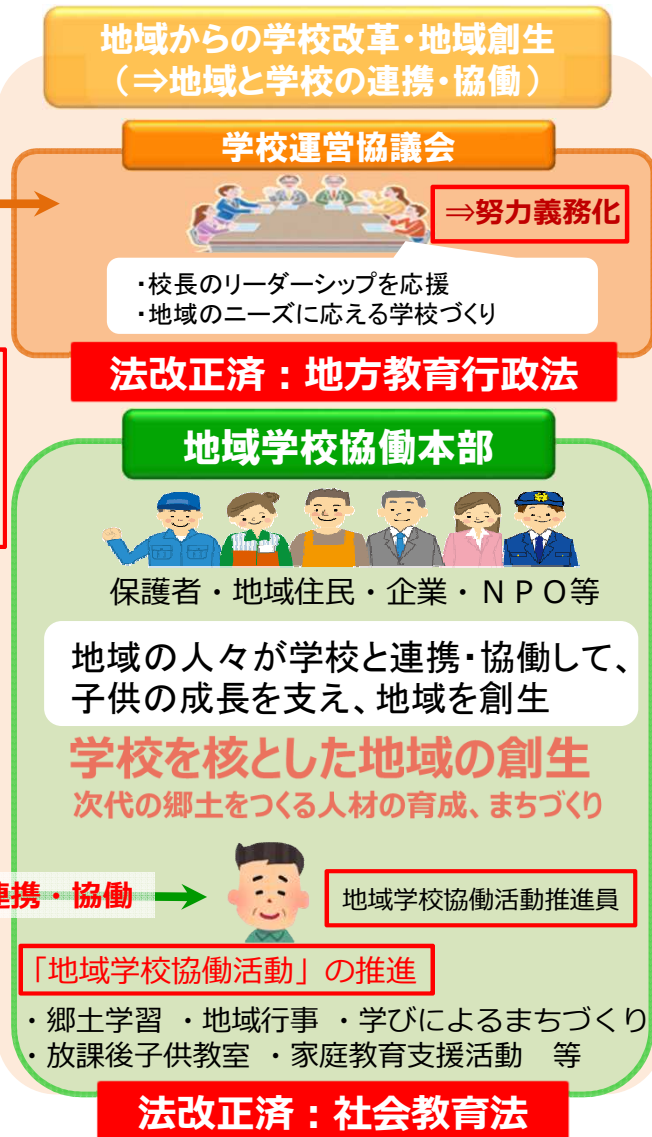 地域からの学校改革・地域創生
（⇒地域と学校の連携・協働）
学校運営協議会
⇒努力義務化
・校長のリーダーシップを応援
・地域のニーズに応える学校づくり
法改正済：地方教育行政法
地域学校協働本部
保護者・地域住民・企業・ＮＰＯ等
地域の人々が学校と連携・協働して、
子供の成長を支え、地域を創生
学校を核とした地域の創生
次代の郷土をつくる人材の育成、まちづくり
連携・協働
地域学校協働活動推進員
「地域学校協働活動」の推進
・郷土学習 ・地域行事 ・学びによるまちづくり
・放課後子供教室 ・家庭教育支援活動　等
法改正済：社会教育法